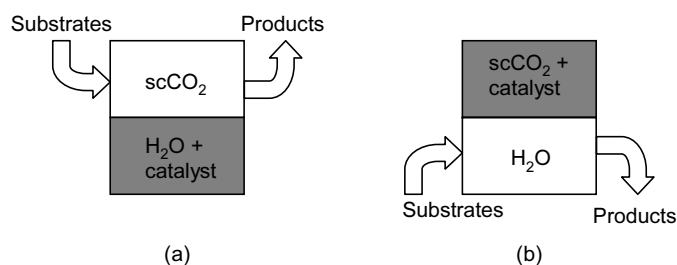 Substrates
Products
scCO₂
H₂O +
catalyst
(a)
scCO₂ +
catalyst
H₂O
Substrates
Products
(b)